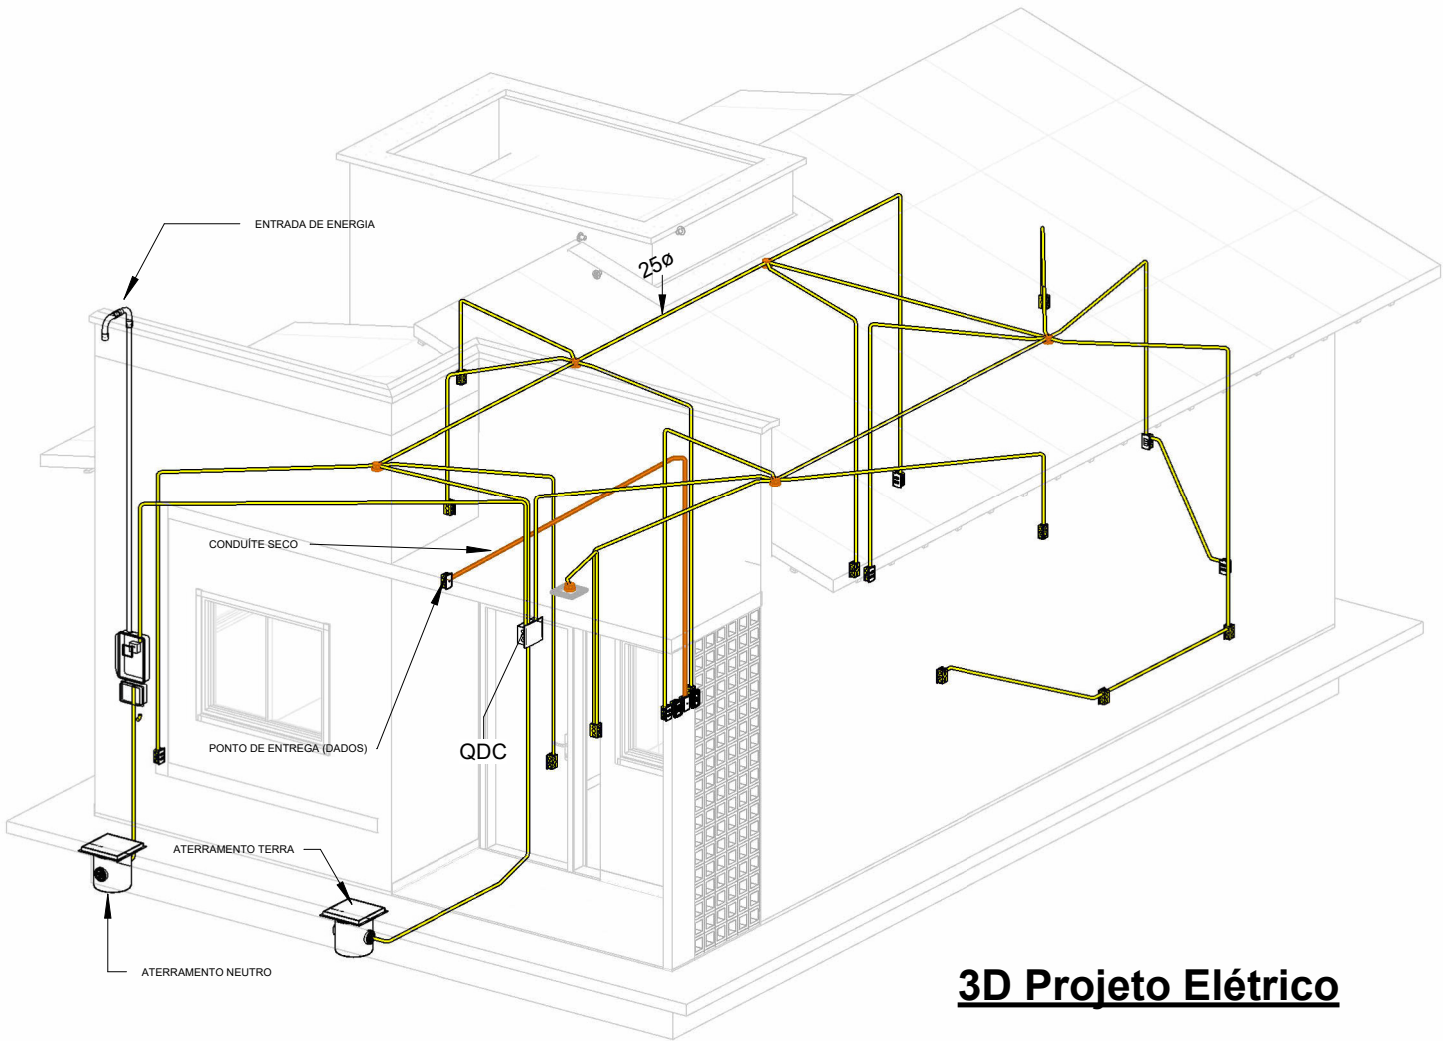 ENTRADA DE ENERGIA
25ø
CONDUÍTE SECO
PONTO DE ENTREGA (DADOS)
QDC
ATERRAMENTO TERRA
ATERRAMENTO NEUTRO
3D Projeto Elétrico